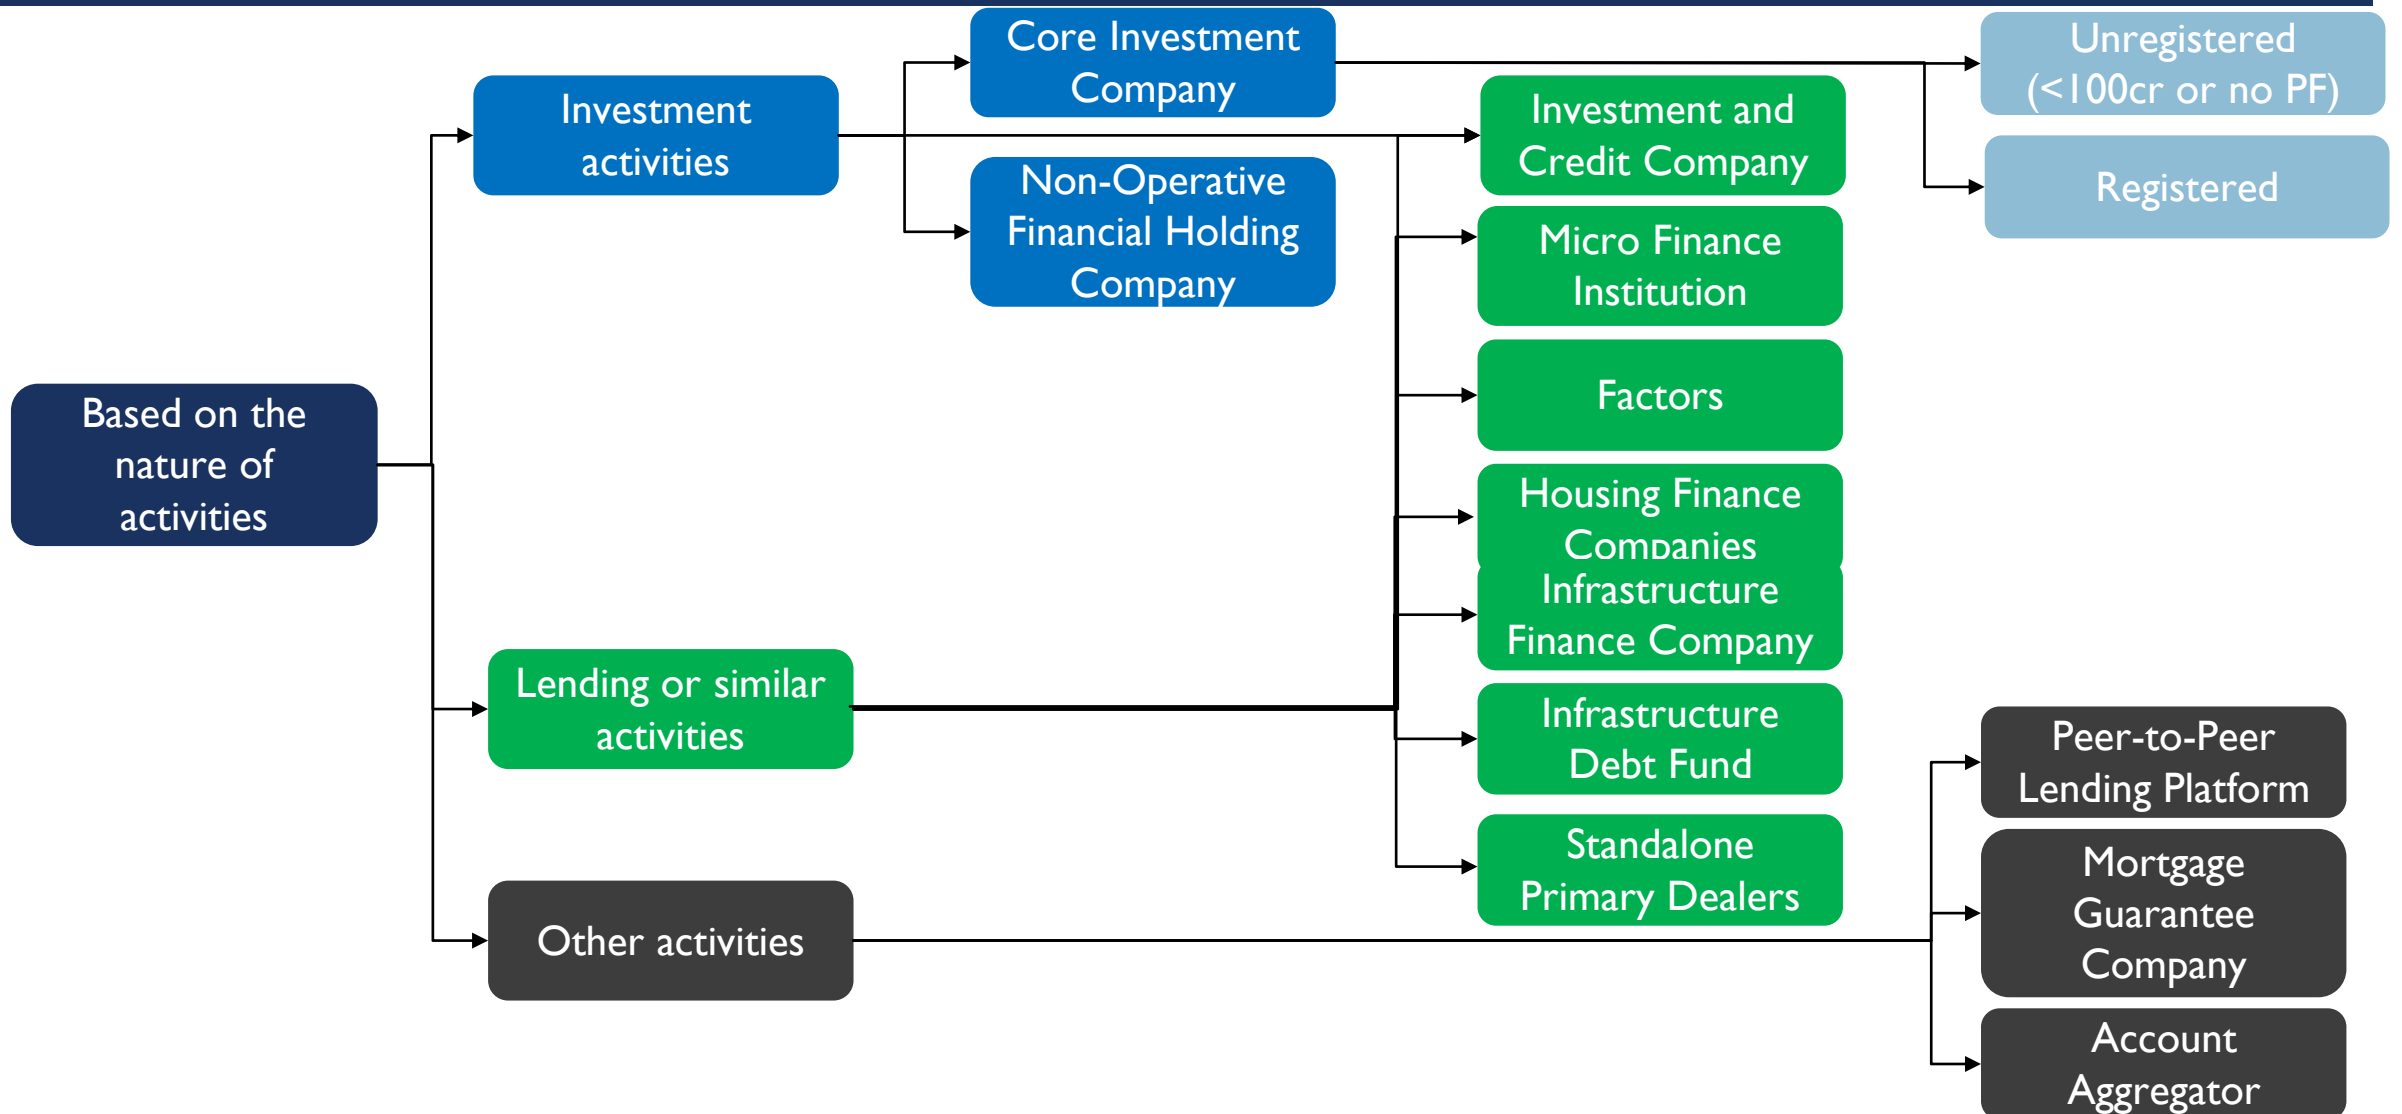 Based on the
nature of
activities
Investment
activities
Lending or similar
activities
Other activities
Core Investment
Company
Non-Operative
Financial Holding
Company
Investment and
Credit Company
Micro Finance
Institution
Factors
Housing Finance
Companies
Infrastructure
Finance Company
Infrastructure
Debt Fund
Standalone
Primary Dealers
Unregistered
(<100cr or no PF)
Registered
Peer-to-Peer
Lending Platform
Mortgage
Guarantee
Company
Account
Aggregator